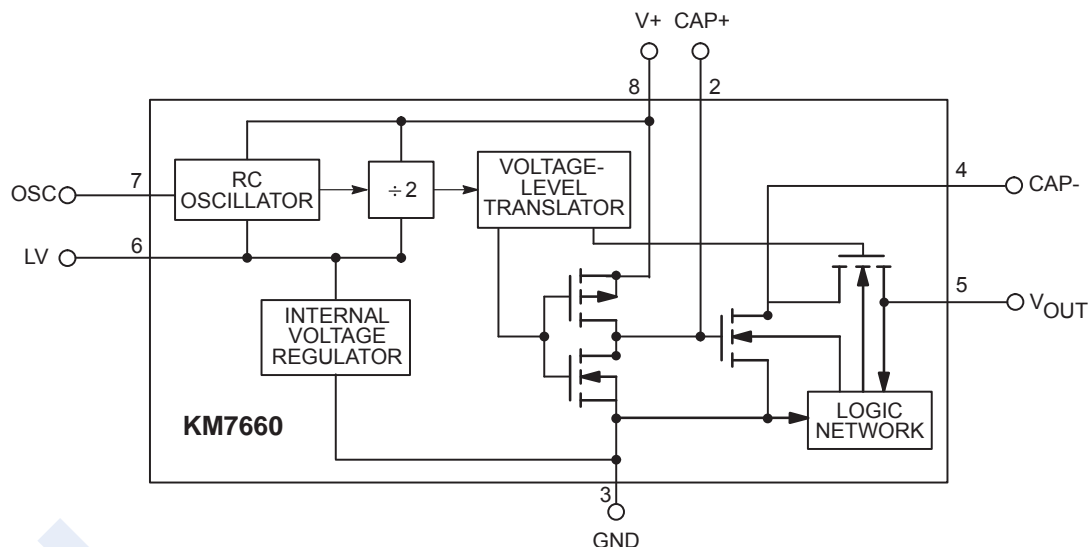 V+ CAP+
8 2
RC
OSCILLATOR
÷2
VOLTAGE-
LEVEL
TRANSLATOR
7
OSC
4
CAP-
6
LV
5
VOUT
INTERNAL
VOLTAGE
REGULATOR
LOGIC
NETWORK
KM7660
3
GND